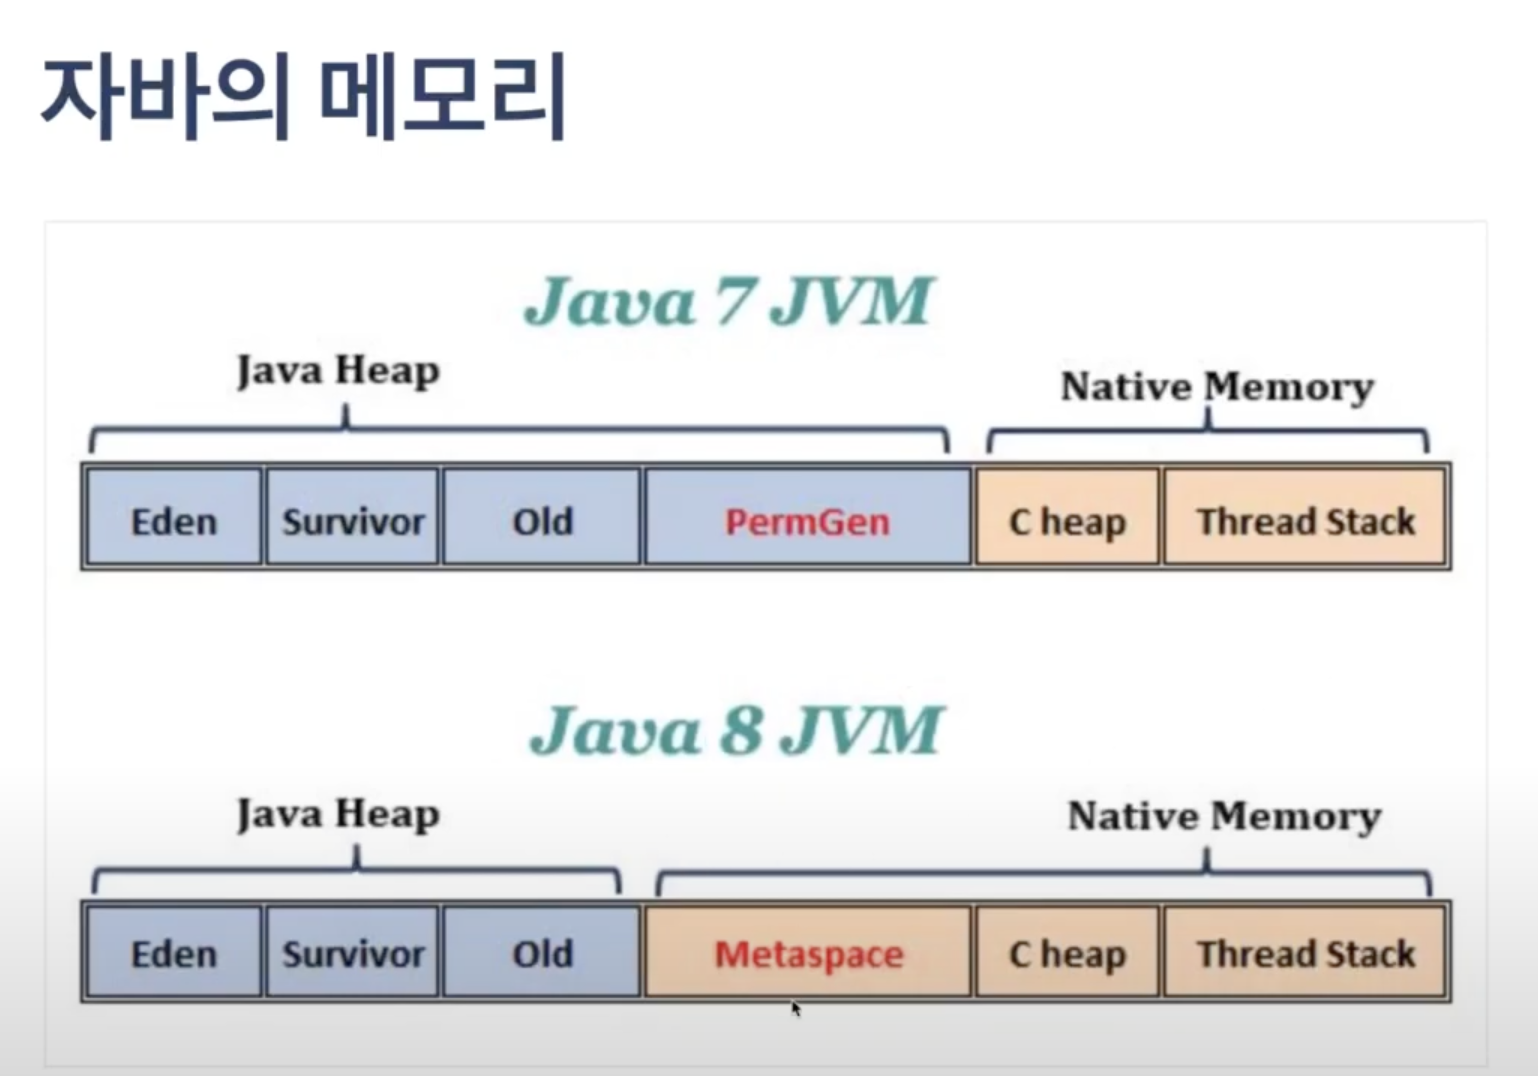 자바의 메모리
Java 7 JVM
Java Heap
Native Memory
Eden
Survivor
Old
PermGen
C heap
Thread Stack
Java 8 JVM
Java Heap
Native Memory
Eden
Survivor
Old
Metaspace
C heap
Thread Stack